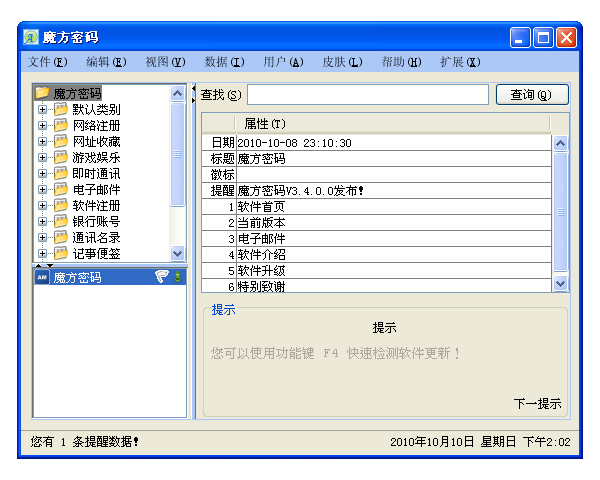 魔方密码
文件(F) 编辑(E) 视图(V) 数据(I) 用户(A) 皮肤(L) 帮助(H) 扩展(X)
魔方密码
默认类别
网络注册
网址收藏
游戏娱乐
即时通讯
电子邮件
软件注册
银行账号
通讯名录
记事便签
AM 魔方密码
查找(S) 查询(Q)
属性(T)
日期 2010-10-08 23:10:30
标题 魔方密码
徽标
提醒 魔方密码V3.4.0.0发布!
1 软件首页
2 当前版本
3 电子邮件
4 软件介绍
5 软件升级
6 特别致谢
提示
提示
您可以使用功能键 F4 快速检测软件更新!
下一提示
您有 1 条提醒数据! 2010年10月10日 星期日 下午2:02